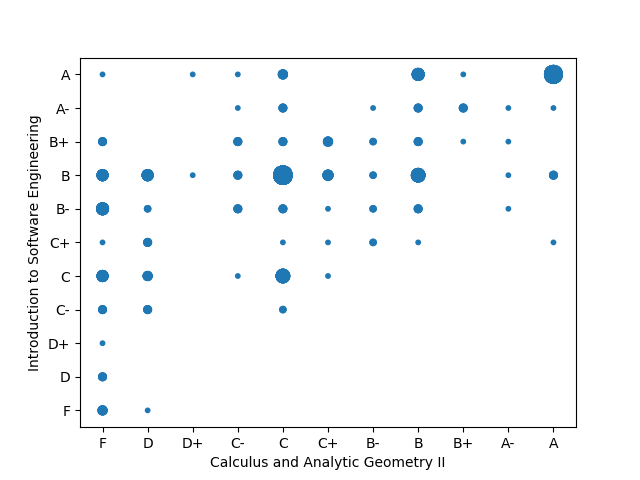 A
A-
B+
B
B-
C+
C
C-
D+
D
F
Introduction to Software Engineering
F D D+ C- C C+ B- B B+ A- A
Calculus and Analytic Geometry II